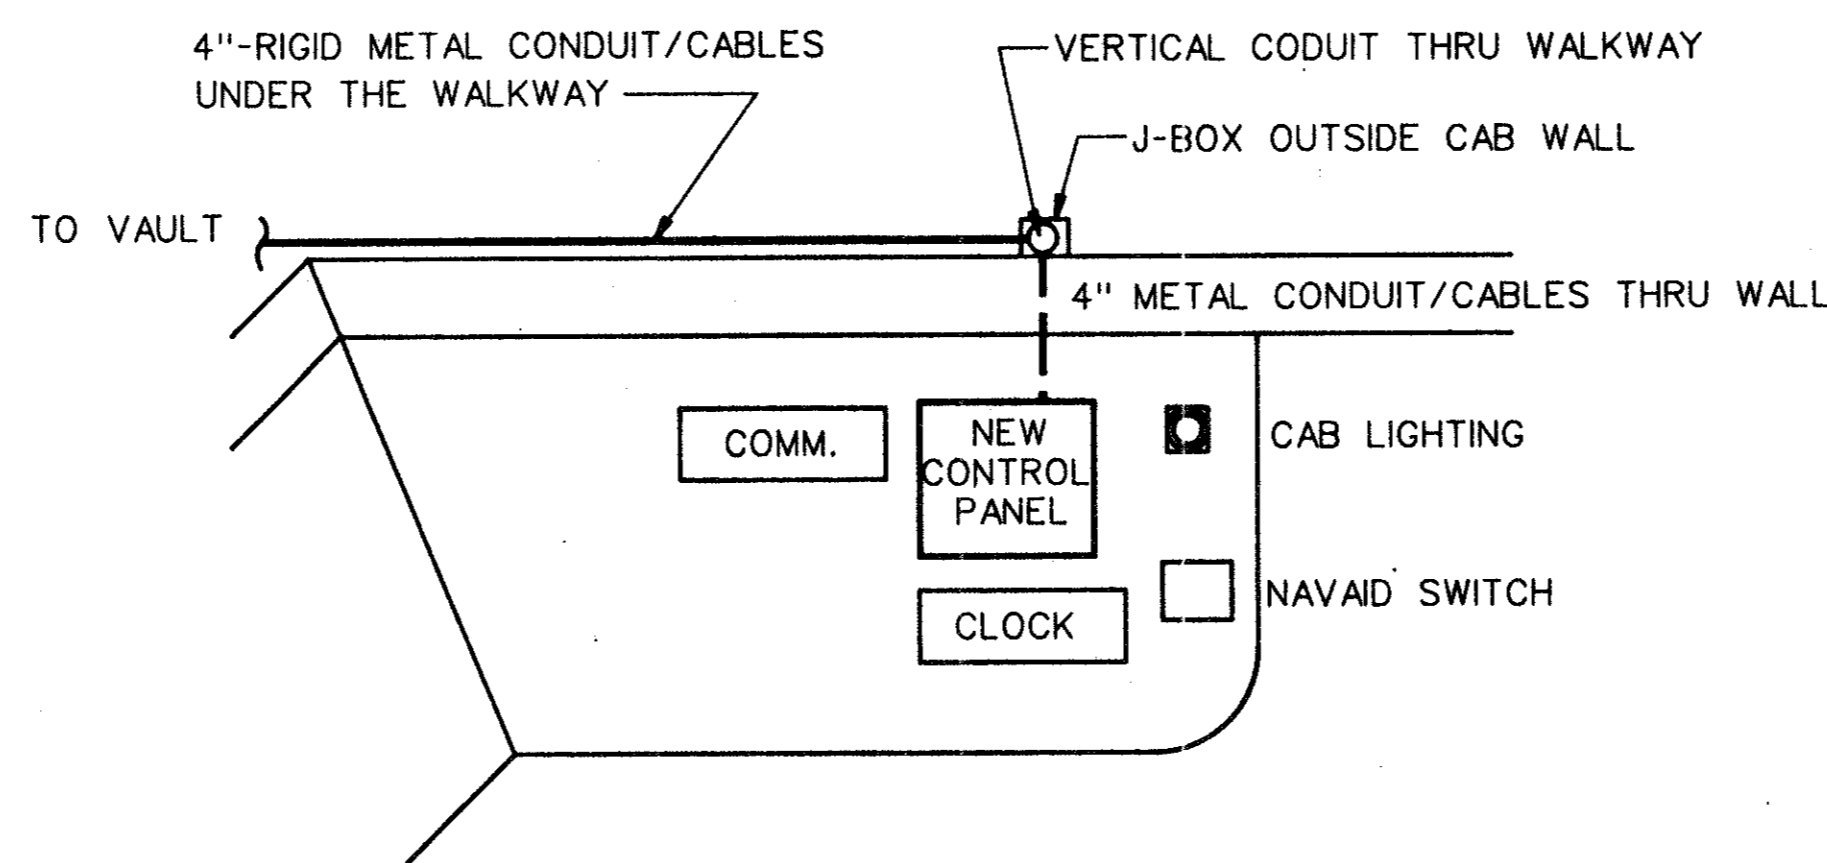 4"-RIGID METAL CONDUIT/CABLES
UNDER THE WALKWAY
VERTICAL CODUIT THRU WALKWAY
J-BOX OUTSIDE CAB WALL
TO VAULT
4" METAL CONDUIT/CABLES THRU WALL
COMM.
NEW
CONTROL
PANEL
CAB LIGHTING
CLOCK
NAVAID SWITCH